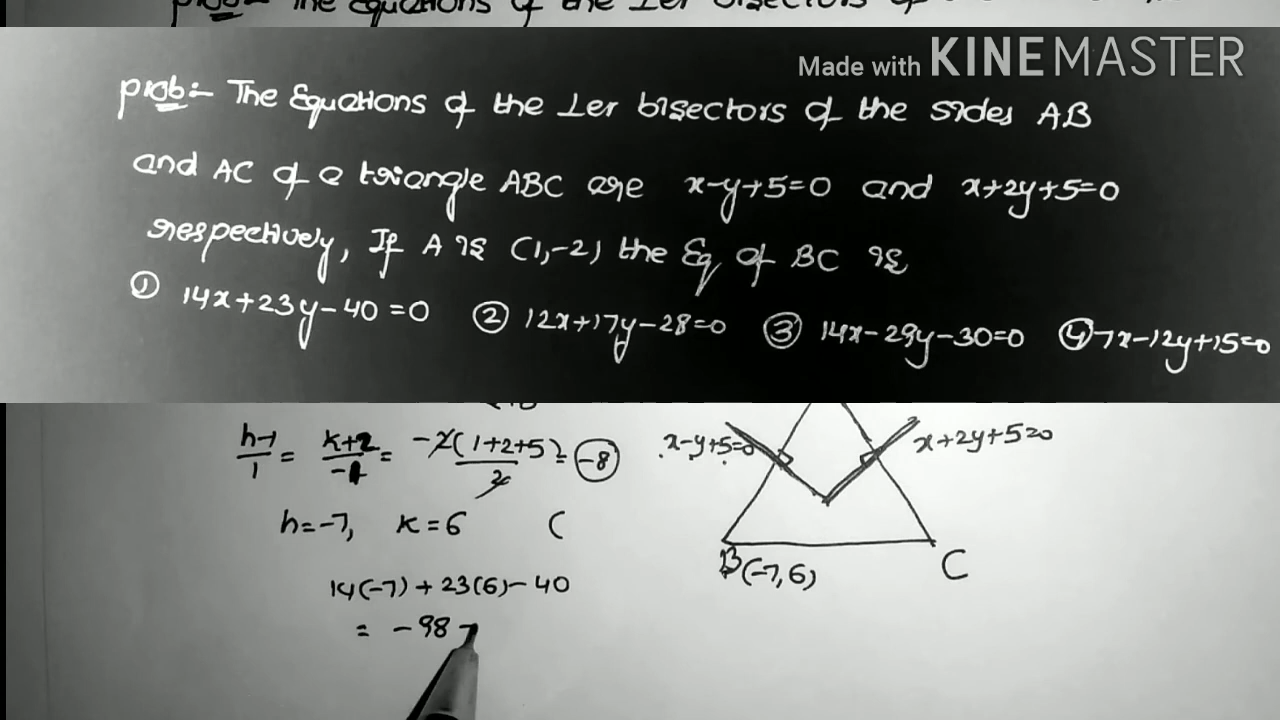 Made with KINEMASTER
prob:- The Equations of the ⊥er bisectors of the sides AB
and AC of a triangle ABC are x-y+5=0 and x+2y+5=0
respectively, If A is (1,-2) the Eq of BC is
① 14x+23y-40=0 ② 12x+17y-28=0 ③ 14x-29y-30=0 ④ 7x-12y+15=0
h-1/1 = k+2/-1 = -2(1+2+5)/2 = -8
x-y+5=0
x+2y+5=0
h=-7, k=6 (
B(-7,6)
C
14(-7)+23(6)-40
= -98